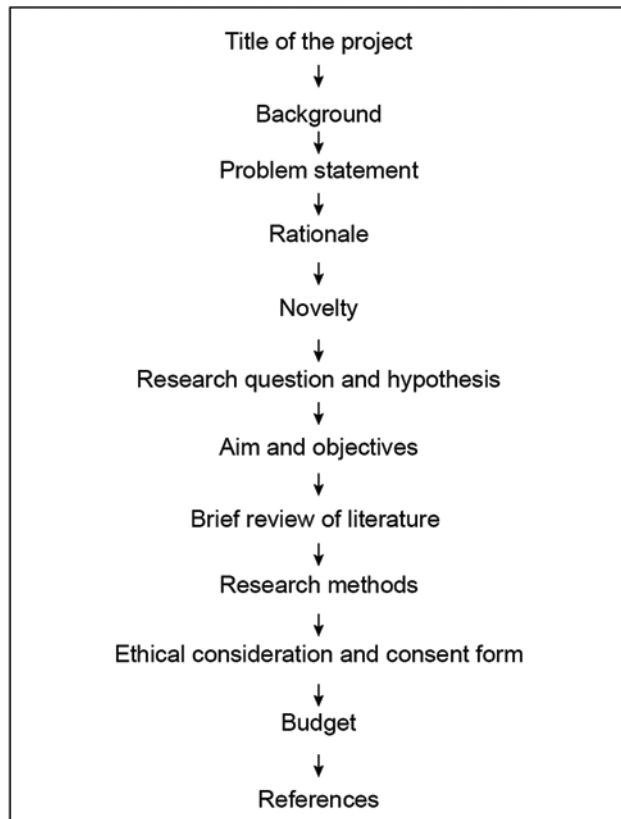 Title of the project
Background
Problem statement
Rationale
Novelty
Research question and hypothesis
Aim and objectives
Brief review of literature
Research methods
Ethical consideration and consent form
Budget
References